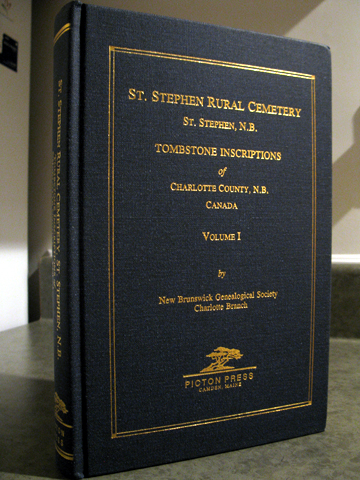 ST. STEPHEN RURAL CEMETERY
ST. STEPHEN, N.B.
TOMBSTONE INSCRIPTIONS
of
CHARLOTTE COUNTY, N.B.
CANADA
VOLUME I
by
New Brunswick Genealogical Society
Charlotte Branch
PICTON PRESS
CAMDEN, MAINE
ST. STEPHEN RURAL CEMETERY, ST. STEPHEN, N.B.